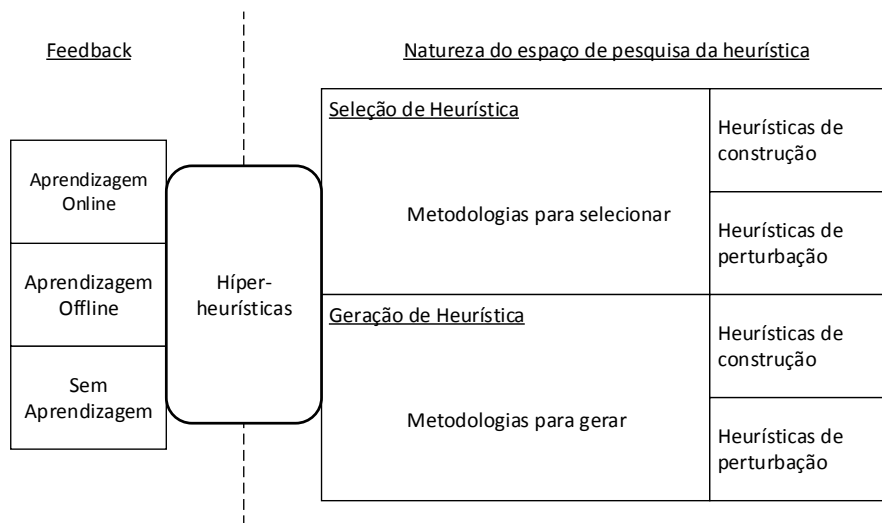 Feedback
Natureza do espaço de pesquisa da heurística
Aprendizagem
Online
Aprendizagem
Offline
Sem
Aprendizagem
Híper-
heurísticas
Seleção de Heurística
Metodologias para selecionar
Heurísticas de
construção
Heurísticas de
perturbação
Geração de Heurística
Metodologias para gerar
Heurísticas de
construção
Heurísticas de
perturbação